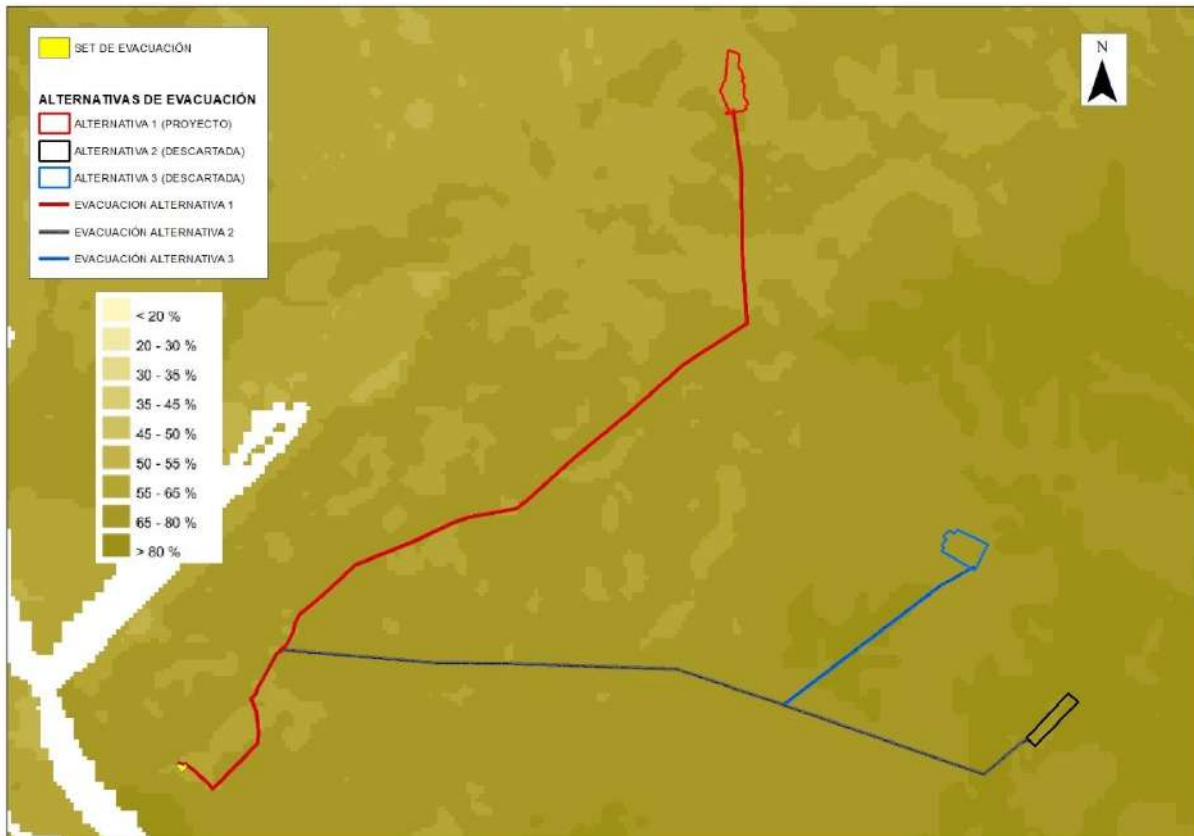 SET DE EVACUACIÓN
ALTERNATIVAS DE EVACUACIÓN
ALTERNATIVA 1 (PROYECTO)
ALTERNATIVA 2 (DESCARTADA)
ALTERNATIVA 3 (DESCARTADA)
EVACUACION ALTERNATIVA 1
EVACUACIÓN ALTERNATIVA 2
EVACUACIÓN ALTERNATIVA 3
N
< 20 %
20 - 30 %
30 - 35 %
35 - 45 %
45 - 50 %
50 - 55 %
55 - 65 %
65 - 80 %
> 80 %